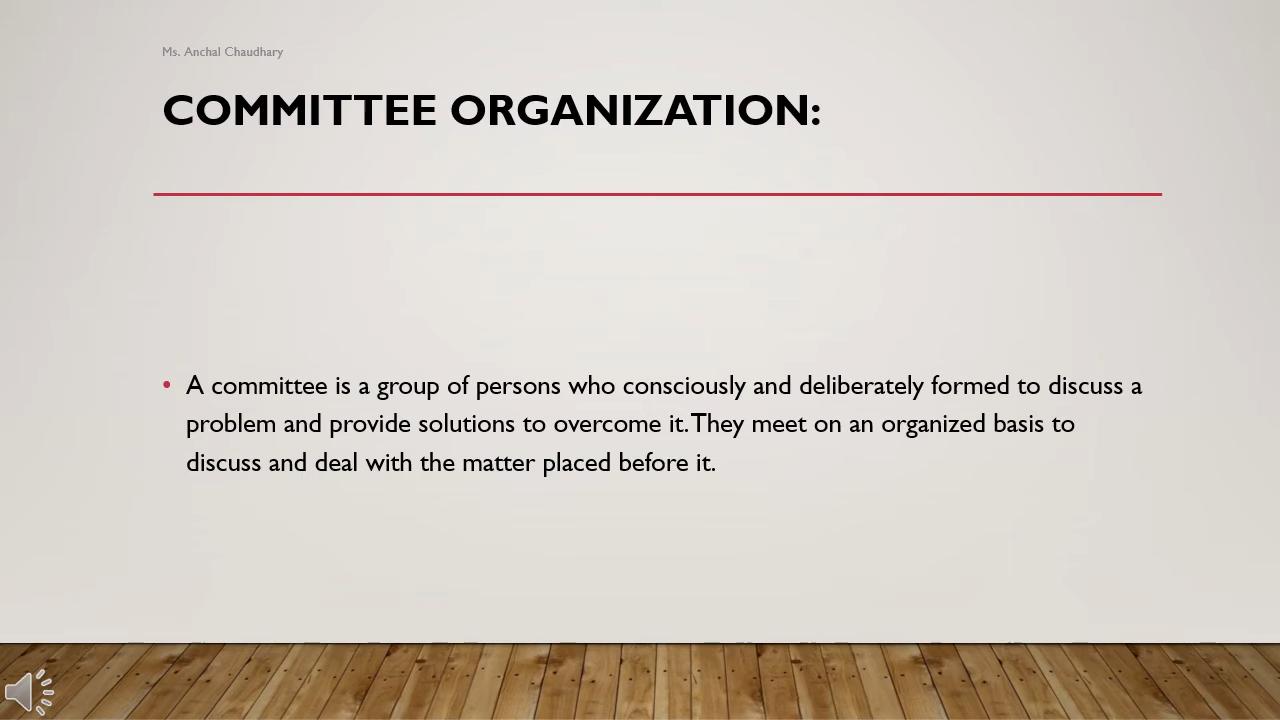 Ms. Anchal Chaudhary
COMMITTEE ORGANIZATION:
• A committee is a group of persons who consciously and deliberately formed to discuss a
problem and provide solutions to overcome it. They meet on an organized basis to
discuss and deal with the matter placed before it.